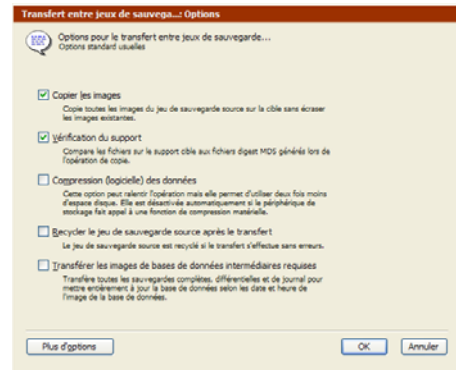 Transfert entre jeux de sauvega...: Options
Options pour le transfert entre jeux de sauvegarde...
Options standard usuelles
Copier les images
Copie toutes les images du jeu de sauvegarde source sur la cible sans écraser
les images existantes.
Vérification du support
Compare les fichiers sur le support cible aux fichiers digest MD5 générés lors de
l'opération de copie.
Compression (logicielle) des données
Cette option peut ralentir l'opération mais elle permet d'utiliser deux fois moins
d'espace disque. Elle est désactivée automatiquement si le périphérique de
stockage fait appel à une fonction de compression matérielle.
Recycler le jeu de sauvegarde source après le transfert
Le jeu de sauvegarde source est recyclé si le transfert s'effectue sans erreurs.
Transférer les images de bases de données intermédiaires requises
Transfère toutes les sauvegardes complètes, différentielles et de journal pour
mettre entièrement à jour la base de données selon les date et heure de
l'image de la base de données.
Plus d'options
OK
Annuler